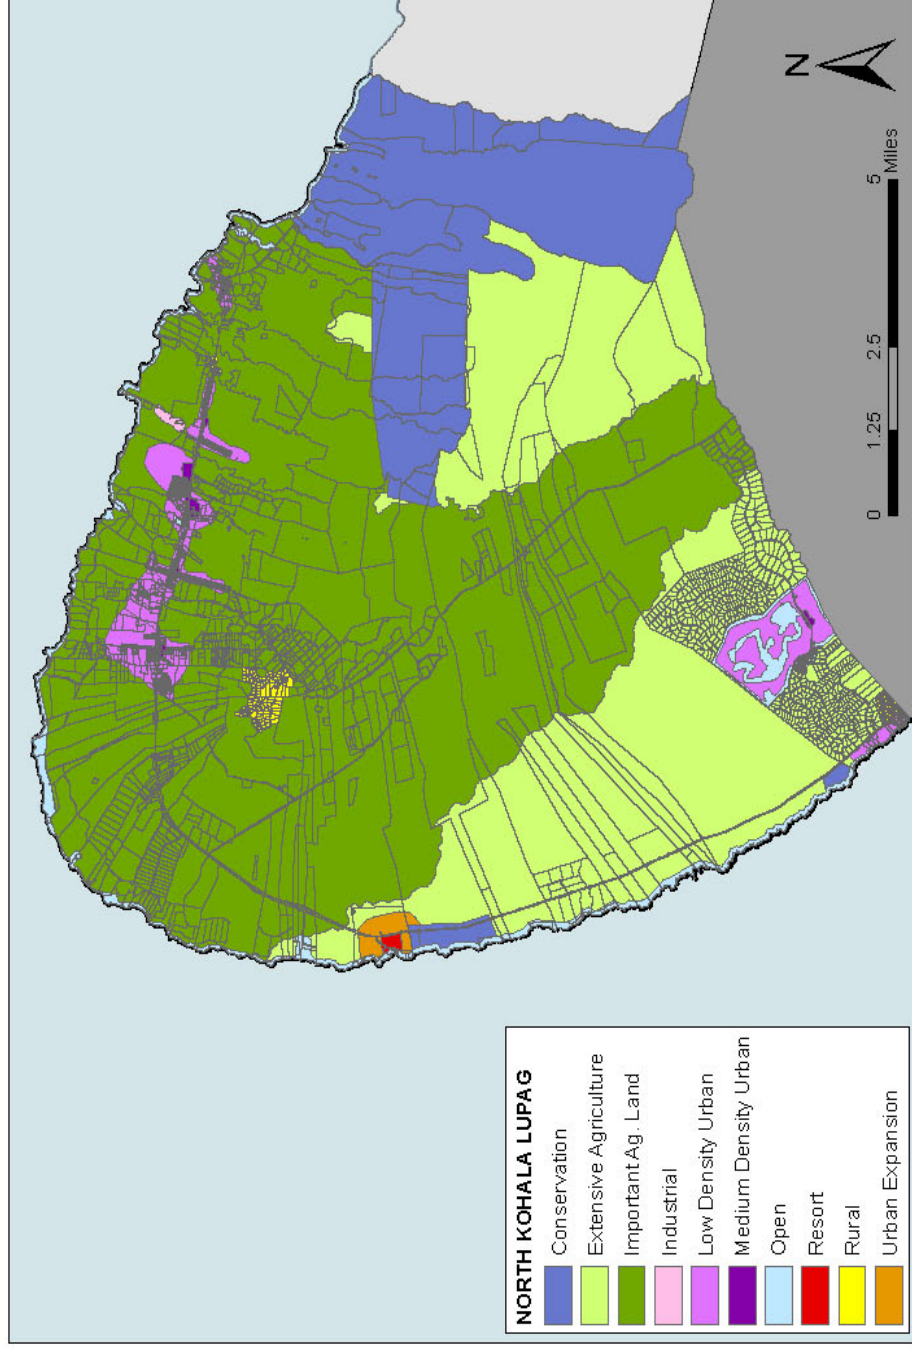 NORTH KOHALA LUPAG
Conservation
Extensive Agriculture
Important Ag. Land
Industrial
Low Density Urban
Medium Density Urban
Open
Resort
Rural
Urban Expansion
N
0 1.25 2.5 5
Miles